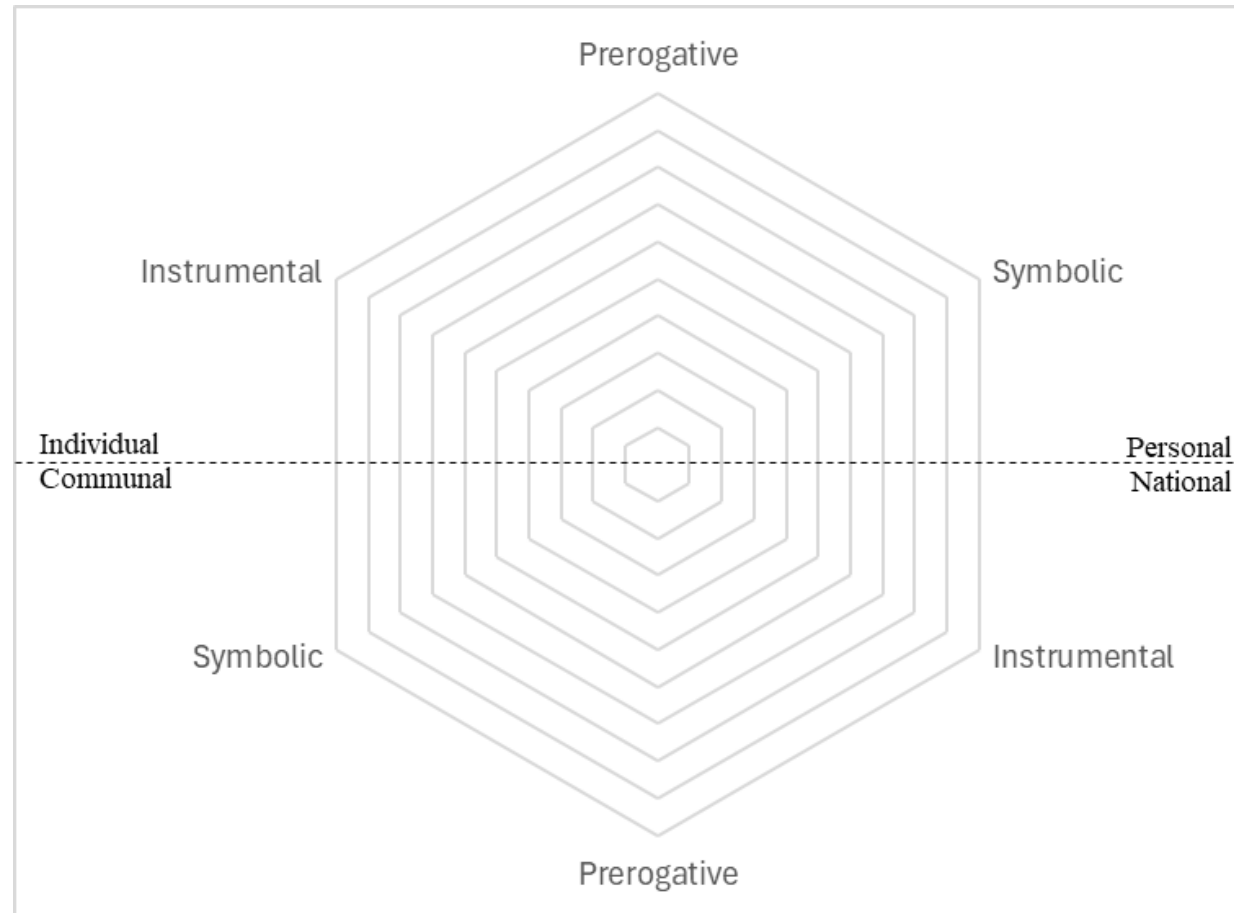 Prerogative
Instrumental
Symbolic
Individual
Personal
Communal
National
Symbolic
Instrumental
Prerogative